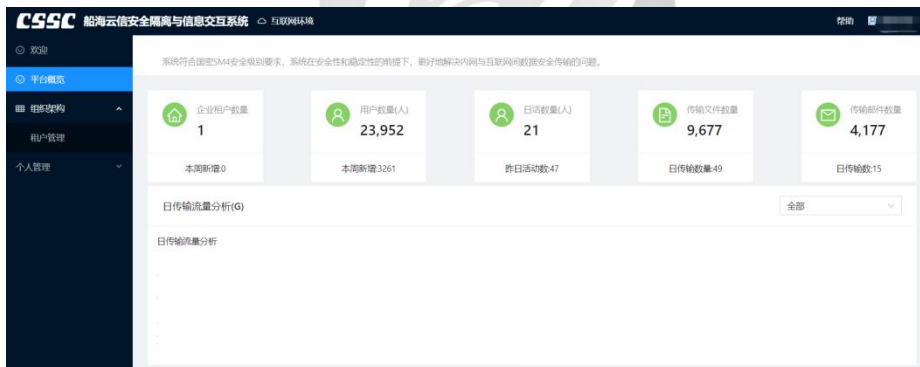 CSSC 船海云信安全隔离与信息交互系统 互联网环境 帮助
欢迎
系统符合国密SM4安全级别要求，系统在安全性和稳定性的前提下，更好地解决内网与互联网间数据安全传输的问题。
平台概览
组织架构
租户管理
个人管理
企业租户数量 用户数量(人) 日活数量(人) 传输文件数量 传输邮件数量
1 23,952 21 9,677 4,177
本周新增:0 本周新增:3261 昨日活动数:47 日传输数量:49 日传输数:15
日传输流量分析(G) 全部
日传输流量分析